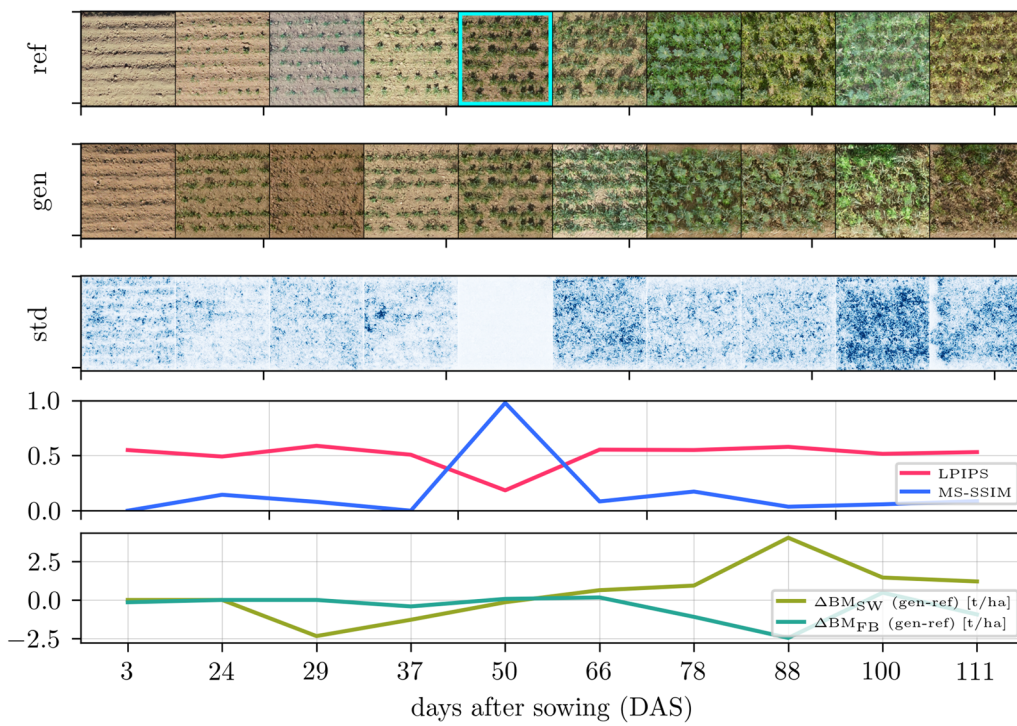 ref
gen
std
1.0
0.5
0.0
LPIPS
MS-SSIM
2.5
0.0
−2.5
ΔBM_SW (gen-ref) [t/ha]
ΔBM_FB (gen-ref) [t/ha]
3 24 29 37 50 66 78 88 100 111
days after sowing (DAS)